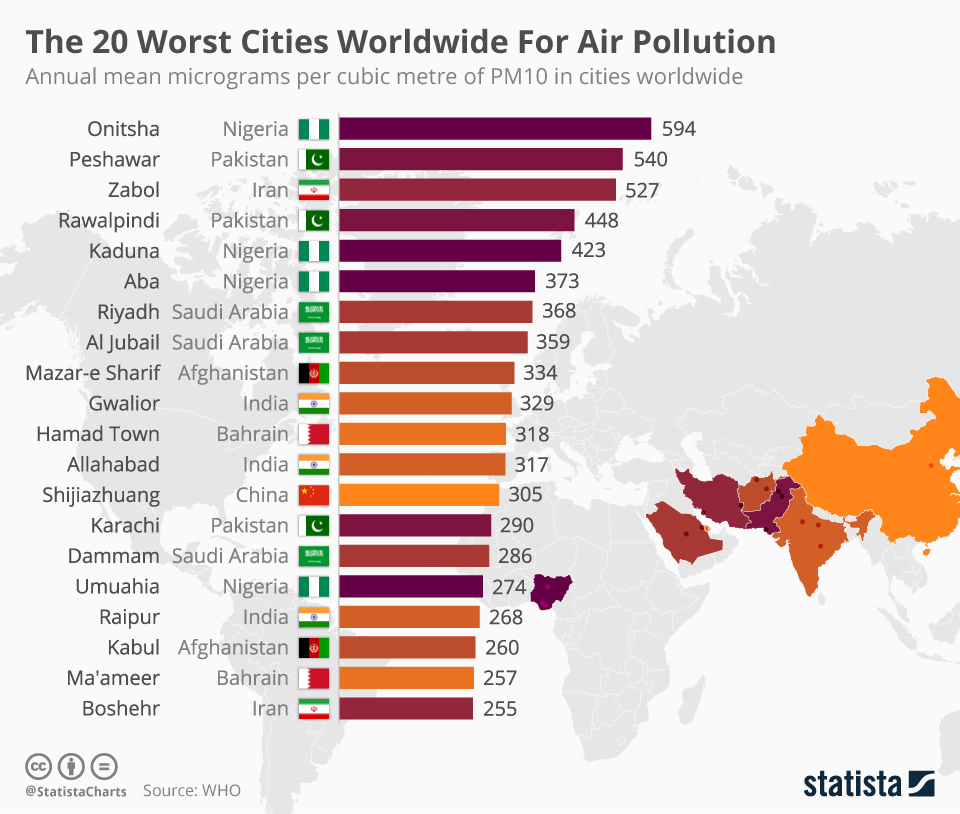 The 20 Worst Cities Worldwide For Air Pollution
Annual mean micrograms per cubic metre of PM10 in cities worldwide
Onitsha Nigeria 594
Peshawar Pakistan 540
Zabol Iran 527
Rawalpindi Pakistan 448
Kaduna Nigeria 423
Aba Nigeria 373
Riyadh Saudi Arabia 368
Al Jubail Saudi Arabia 359
Mazar-e Sharif Afghanistan 334
Gwalior India 329
Hamad Town Bahrain 318
Allahabad India 317
Shijiazhuang China 305
Karachi Pakistan 290
Dammam Saudi Arabia 286
Umuahia Nigeria 274
Raipur India 268
Kabul Afghanistan 260
Ma'ameer Bahrain 257
Boshehr Iran 255
cc
@StatistaCharts Source: WHO
statista